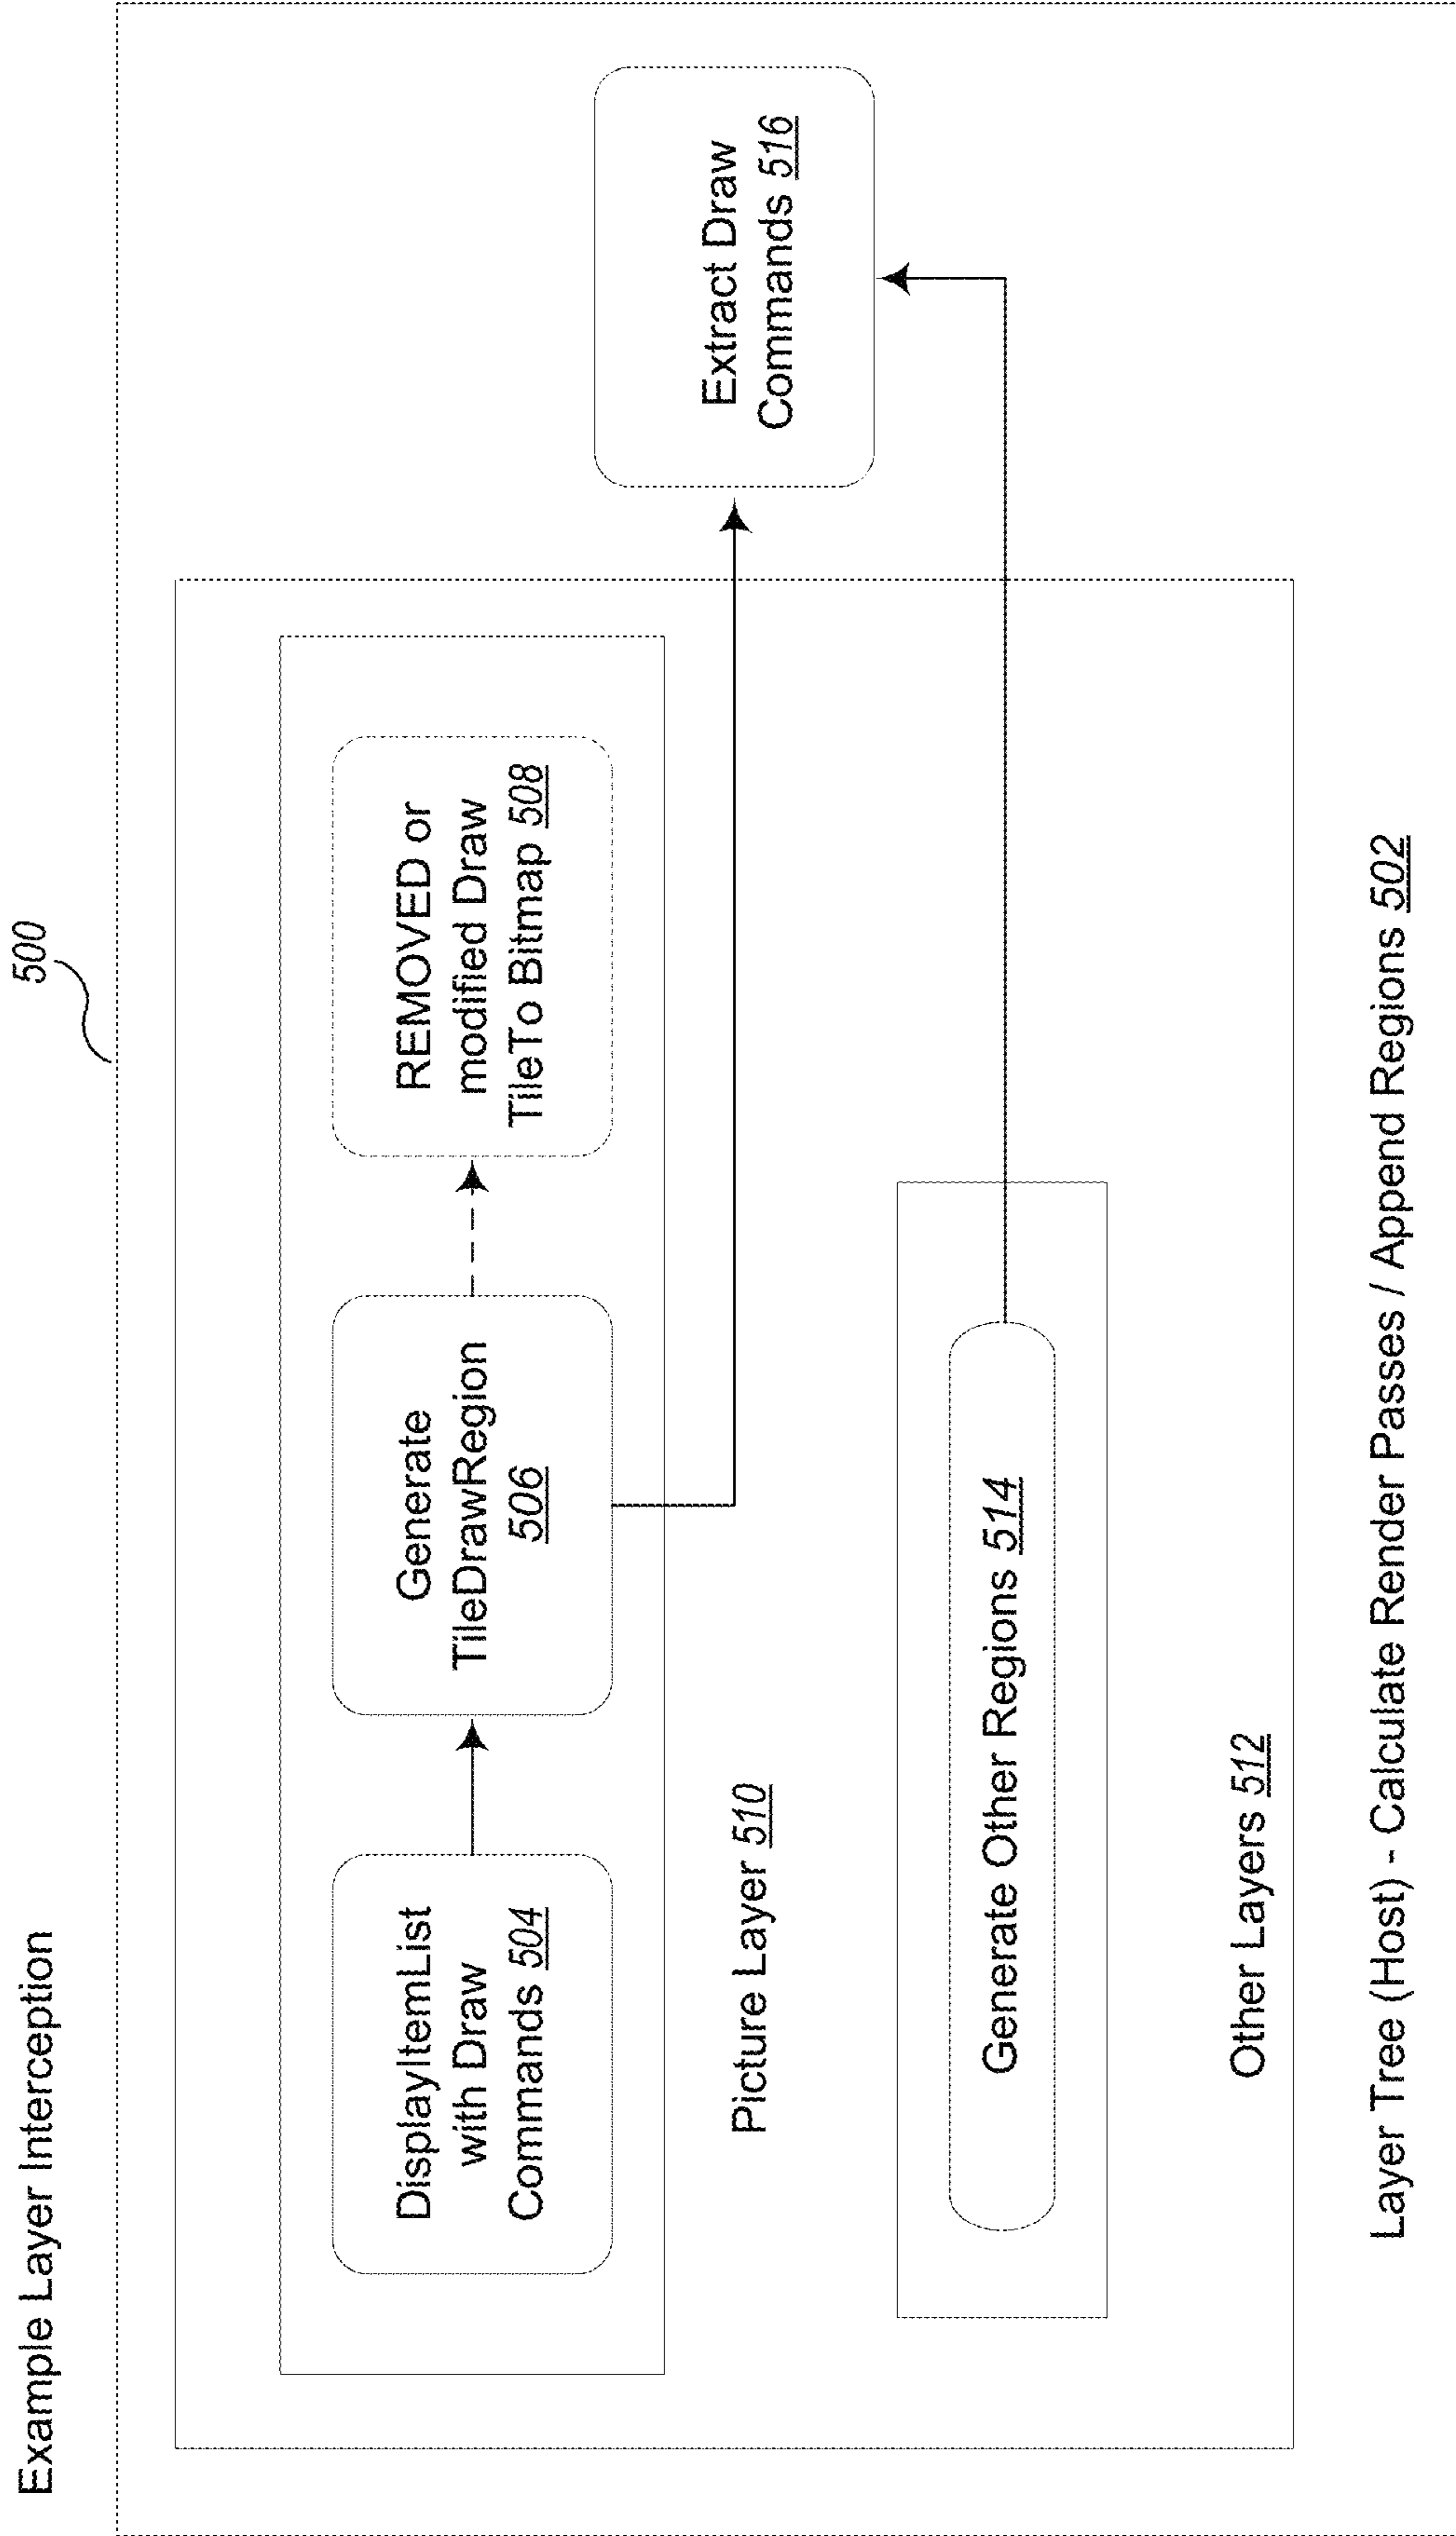 Example Layer Interception
500
DisplayItemList
with Draw
Commands 504
Generate
TileDrawRegion
506
REMOVED or
modified Draw
TileTo Bitmap 508
Extract Draw
Commands 516
Picture Layer 510
Generate Other Regions 514
Other Layers 512
Layer Tree (Host) - Calculate Render Passes / Append Regions 502